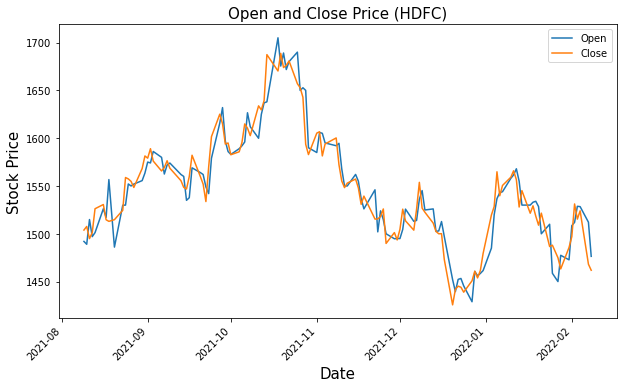 Open and Close Price (HDFC)
Open
Close
Stock Price
1700
1650
1600
1550
1500
1450
2021-08
2021-09
2021-10
2021-11
2021-12
2022-01
2022-02
Date